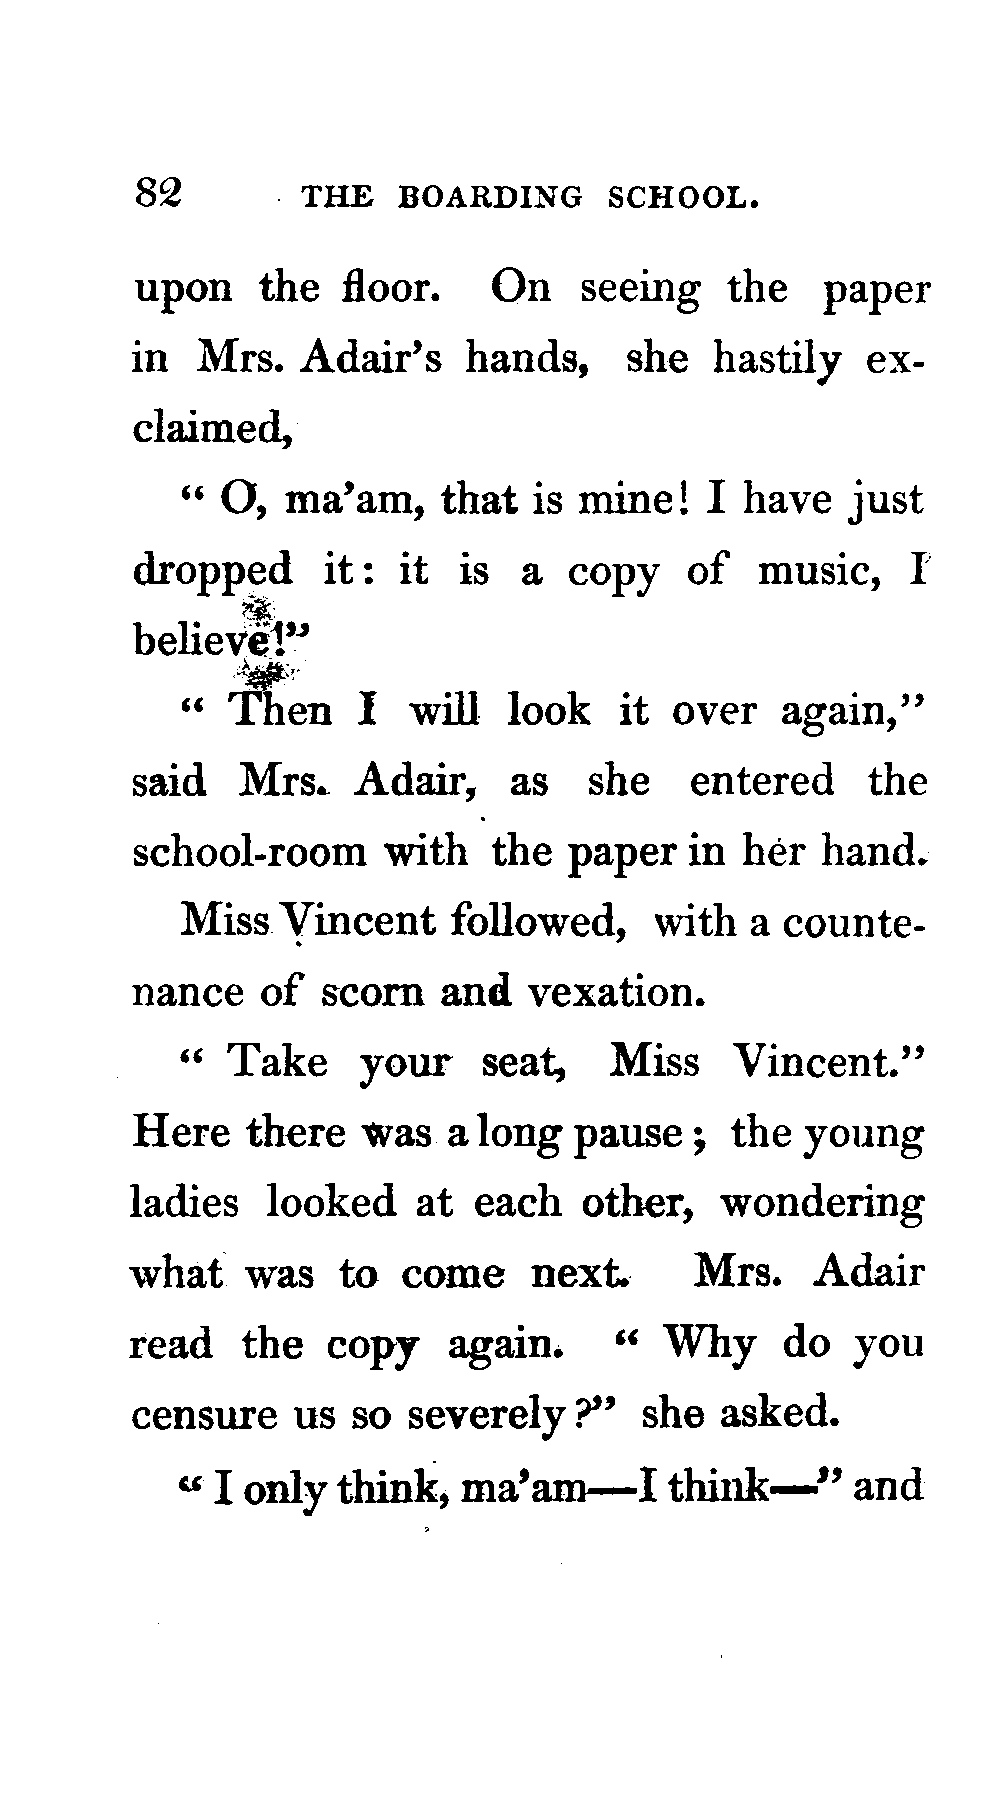 82 THE BOARDING SCHOOL.
upon the floor. On seeing the paper
in Mrs. Adair's hands, she hastily ex-
claimed,
“ O, ma'am, that is mine! I have just
dropped it: it is a copy of music, I
believe!”
“ Then I will look it over again,”
said Mrs. Adair, as she entered the
school-room with the paper in her hand.
Miss Vincent followed, with a counte-
nance of scorn and vexation.
“ Take your seat, Miss Vincent.”
Here there was a long pause; the young
ladies looked at each other, wondering
what was to come next. Mrs. Adair
read the copy again. “ Why do you
censure us so severely?” she asked.
“ I only think, ma'am—I think—” and